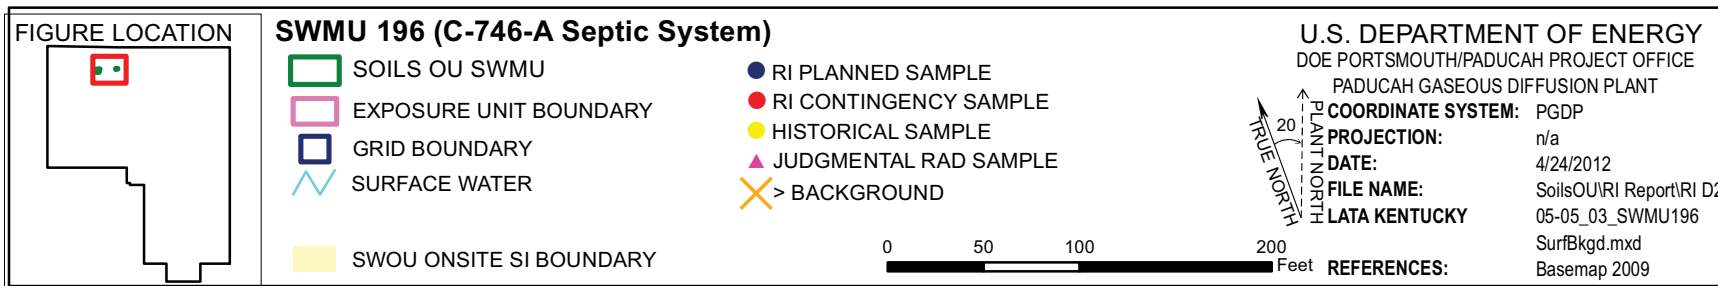 FIGURE LOCATION
SWMU 196 (C-746-A Septic System)
SOILS OU SWMU
EXPOSURE UNIT BOUNDARY
GRID BOUNDARY
SURFACE WATER
SWOU ONSITE SI BOUNDARY
RI PLANNED SAMPLE
RI CONTINGENCY SAMPLE
HISTORICAL SAMPLE
JUDGMENTAL RAD SAMPLE
> BACKGROUND
0 50 100 200
Feet
TRUE NORTH
20
PLANT NORTH
U.S. DEPARTMENT OF ENERGY
DOE PORTSMOUTH/PADUCAH PROJECT OFFICE
PADUCAH GASEOUS DIFFUSION PLANT
COORDINATE SYSTEM: PGDP
PROJECTION: n/a
DATE: 4/24/2012
FILE NAME: SoilsOU\RI Report\RI D2
LATA KENTUCKY 05-05_03_SWMU196
SurfBkgd.mxd
REFERENCES: Basemap 2009